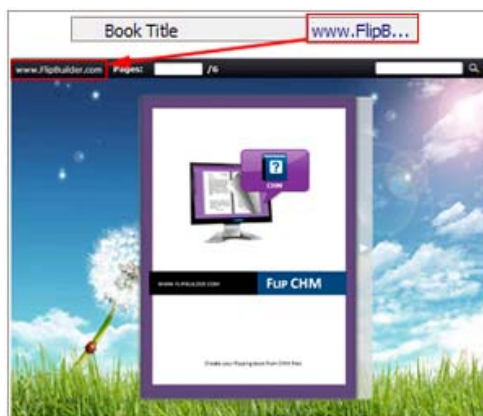 Book Title www.FlipB...
www.FlipBuilder.com Pages: /6
?
CHM
WWW.FLIPBUILDER.COM FLIP CHM
Create your flipping book from CHM files